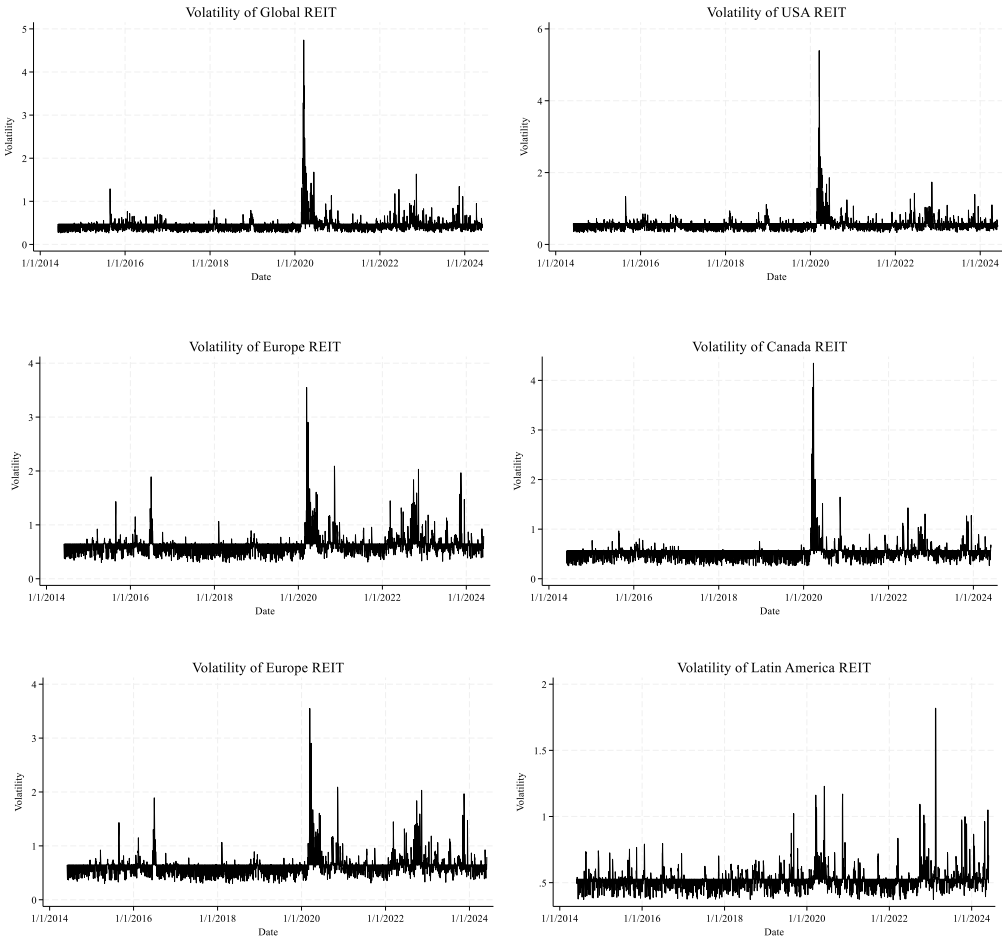 Volatility of Global REIT
5
4
3
2
1
0
Volatility
1/1/2014 1/1/2016 1/1/2018 1/1/2020 1/1/2022 1/1/2024
Date
Volatility of USA REIT
6
4
2
0
Volatility
1/1/2014 1/1/2016 1/1/2018 1/1/2020 1/1/2022 1/1/2024
Date
Volatility of Europe REIT
4
3
2
1
0
Volatility
1/1/2014 1/1/2016 1/1/2018 1/1/2020 1/1/2022 1/1/2024
Date
Volatility of Canada REIT
4
3
2
1
0
Volatility
1/1/2014 1/1/2016 1/1/2018 1/1/2020 1/1/2022 1/1/2024
Date
Volatility of Europe REIT
4
3
2
1
0
Volatility
1/1/2014 1/1/2016 1/1/2018 1/1/2020 1/1/2022 1/1/2024
Date
Volatility of Latin America REIT
2
1.5
1
.5
Volatility
1/1/2014 1/1/2016 1/1/2018 1/1/2020 1/1/2022 1/1/2024
Date